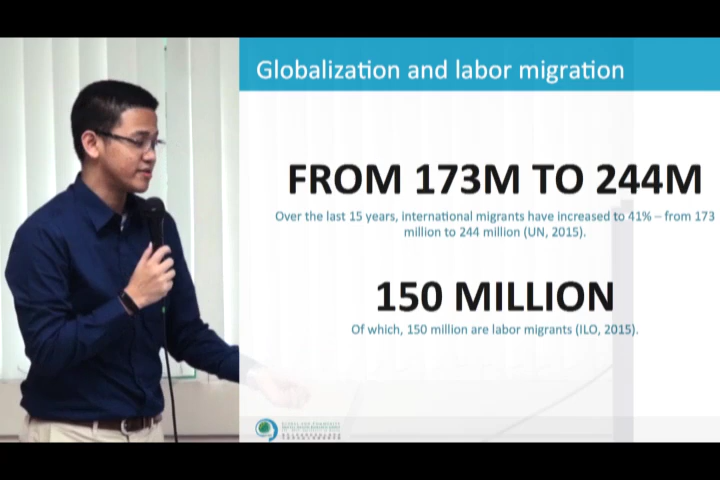 Globalization and labor migration
FROM 173M TO 244M
Over the last 15 years, international migrants have increased to 41% – from 173
million to 244 million (UN, 2015).
150 MILLION
Of which, 150 million are labor migrants (ILO, 2015).